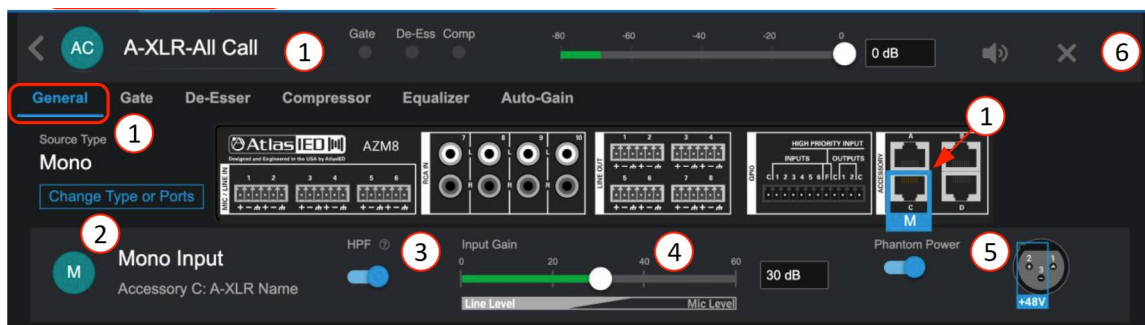 AC A-XLR-All Call 1 Gate De-Ess Comp -80 -60 -40 -20 0 0 dB 6
General Gate De-Esser Compressor Equalizer Auto-Gain
Source Type 1
Mono
Change Type or Ports
AtlasIED AZM8
Designed and Engineered in the USA by AtlasIED
MIC / LINE IN 1 2 3 4 5 6
RCA IN 7 8 9 10
L L L L
R R R R
LINE OUT 1 2 3 4
5 6 7 8
GPIO HIGH PRIORITY INPUT
INPUTS OUTPUTS
C 1 2 3 4 5 6 F C 1 2 C
ACCESSORY A B
C D
M
1
2
M Mono Input
Accessory C: A-XLR Name
HPF ? 3
Input Gain 4
0 20 40 60
30 dB
Line Level Mic Level
Phantom Power 5
2 1
3
+48V